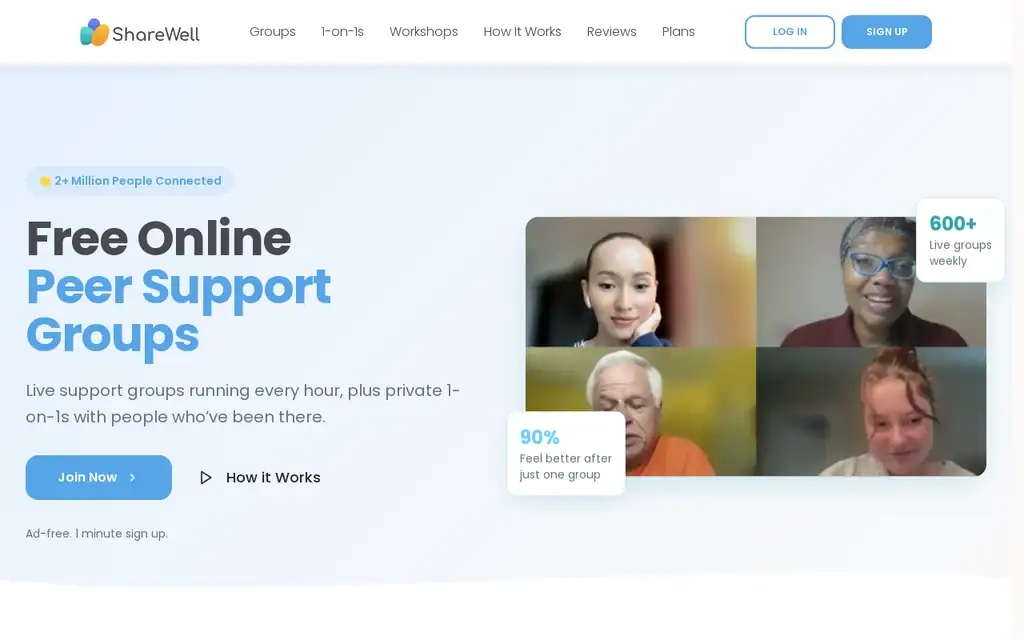 ShareWell
Groups
1-on-1s
Workshops
How It Works
Reviews
Plans
LOG IN
SIGN UP
2+ Million People Connected
Free Online
Peer Support
Groups
Live support groups running every hour, plus private 1-
on-1s with people who’ve been there.
Join Now
How it Works
Ad-free. 1 minute sign up.
600+
Live groups
weekly
90%
Feel better after
just one group